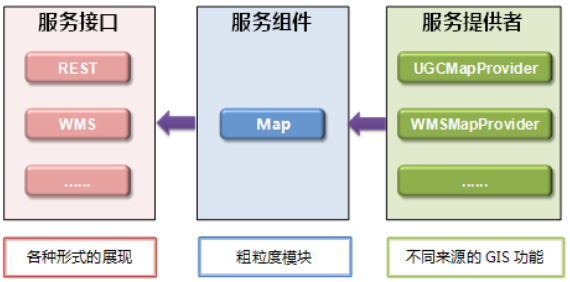 服务接口
服务组件
服务提供者
REST
UGCMapProvider
WMS
Map
WMSMapProvider
......
......
各种形式的展现
粗粒度模块
不同来源的 GIS 功能